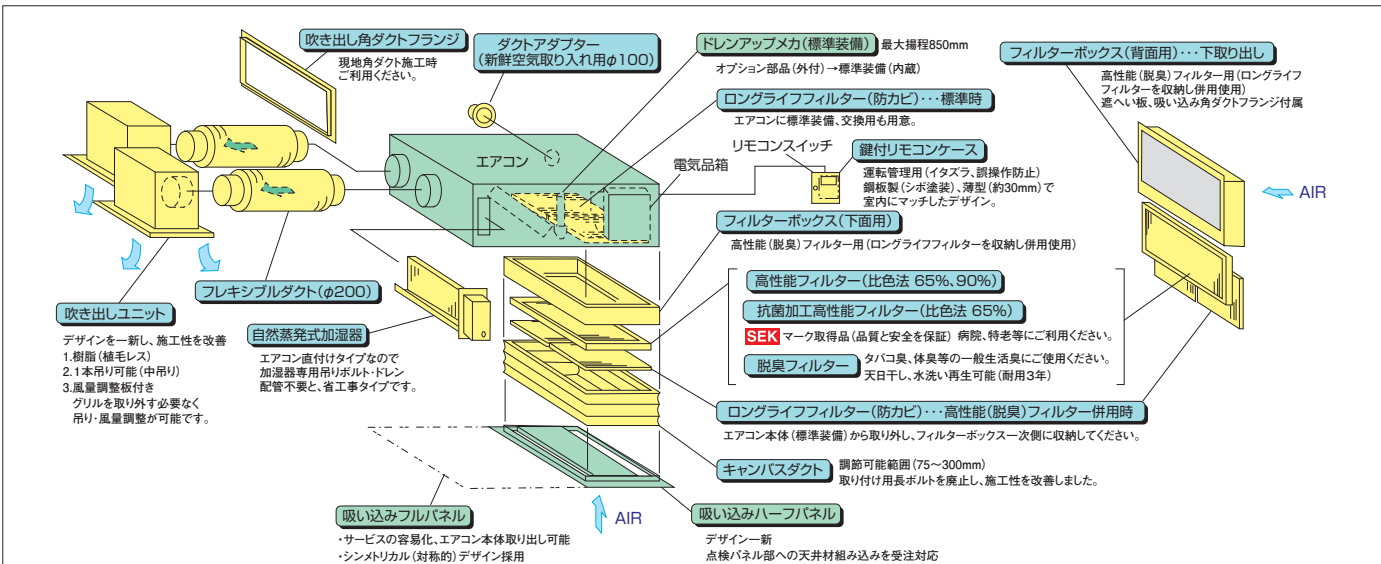 吹き出し角ダクトフランジ
現地角ダクト施工時
ご利用ください。
ダクトアダプター
(新鮮空気取り入れ用φ100)
ドレンアップメカ(標準装備) 最大揚程850mm
オプション部品(外付)→標準装備(内蔵)
ロングライフフィルター(防カビ)･･･標準時
エアコンに標準装備、交換用も用意。
フィルターボックス(背面用)･･･下取り出し
高性能(脱臭)フィルター用(ロングライフ
フィルターを収納し併用使用)
遮へい板、吸い込み角ダクトフランジ付属
エアコン
電気品箱
リモコンスイッチ
鍵付リモコンケース
運転管理用(イタズラ、誤操作防止)
鋼板製(シボ塗装)、薄型(約30mm)で
室内にマッチしたデザイン。
AIR
フィルターボックス(下面用)
高性能(脱臭)フィルター用(ロングライフフィルターを収納し併用使用)
高性能フィルター(比色法 65%、90%)
抗菌加工高性能フィルター(比色法 65%)
SEK マーク取得品(品質と安全を保証) 病院、特老等にご利用ください。
脱臭フィルター タバコ臭、体臭等の一般生活臭にご使用ください。
天日干し、水洗い再生可能(耐用3年)
フレキシブルダクト(φ200)
吹き出しユニット
デザインを一新し、施工性を改善
1.樹脂(植毛レス)
2.1本吊り可能(中吊り)
3.風量調整板付き
グリルを取り外す必要なく
吊り・風量調整が可能です。
自然蒸発式加湿器
エアコン直付けタイプなので
加湿器専用吊りボルト・ドレン
配管不要と、省工事タイプです。
ロングライフフィルター(防カビ)･･･高性能(脱臭)フィルター併用時
エアコン本体(標準装備)から取り外し、フィルターボックス一次側に収納してください。
キャンバスダクト 調節可能範囲(75〜300mm)
取り付け用長ボルトを廃止し、施工性を改善しました。
吸い込みフルパネル
・サービスの容易化、エアコン本体取り出し可能
・シンメトリカル(対称的)デザイン採用
AIR
吸い込みハーフパネル
デザイン一新
点検パネル部への天井材組み込みを受注対応